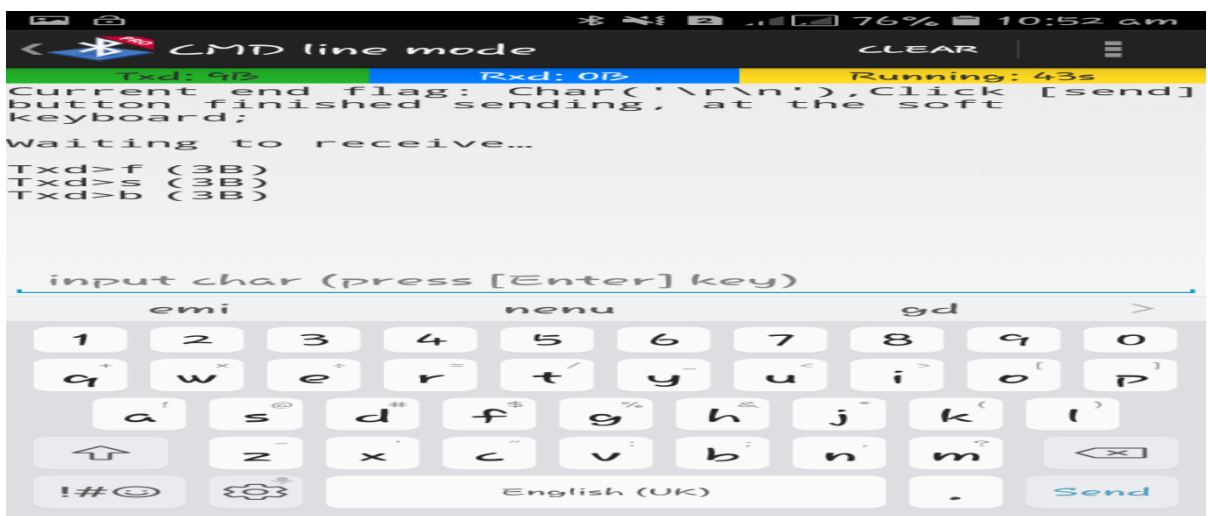 2 76% 10:52 am
PRO
CMD line mode CLEAR
Txd: 9B Rxd: 0B Running: 43s
Current end flag: Char('\r\n'),Click [send]
button finished sending, at the soft
keyboard;
Waiting to receive…
Txd>f (3B)
Txd>s (3B)
Txd>b (3B)
input char (press [Enter] key)
emi nenu gd >
1 2 3 4 5 6 7 8 9 0
q + w × e ÷ r = t / y _ u < i > o [ p ]
a ! s @ d # f $ g % h & j * k ( l )
z - x ' c " v : b ; n , m ?
!#☺ English (UK) . Send